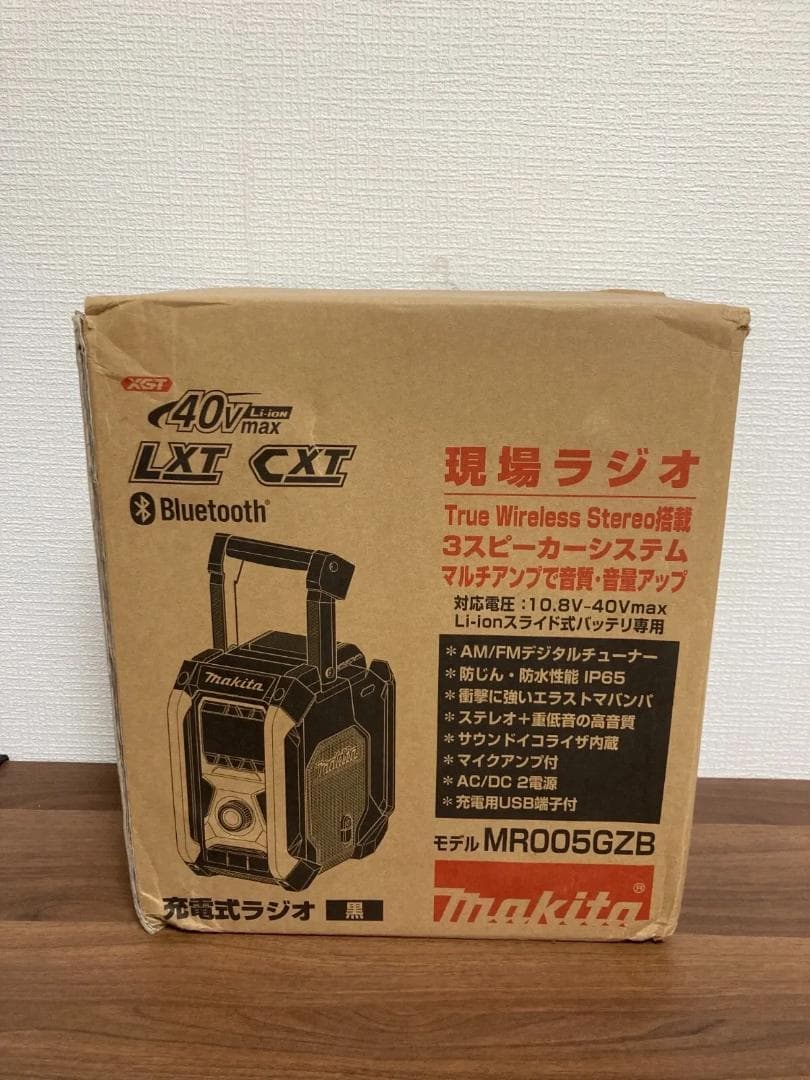 XGT
40Vmax Li-ion
LXT CXT
Bluetooth®
makita
makita
充電式ラジオ 黒
現場ラジオ
True Wireless Stereo搭載
3スピーカーシステム
マルチアンプで音質・音量アップ
対応電圧:10.8V-40Vmax
Li-ionスライド式バッテリ専用
＊AM/FMデジタルチューナー
＊防じん・防水性能 IP65
＊衝撃に強いエラストマバンパ
＊ステレオ+重低音の高音質
＊サウンドイコライザ内蔵
＊マイクアンプ付
＊AC/DC 2電源
＊充電用USB端子付
モデル MR005GZB
makita®